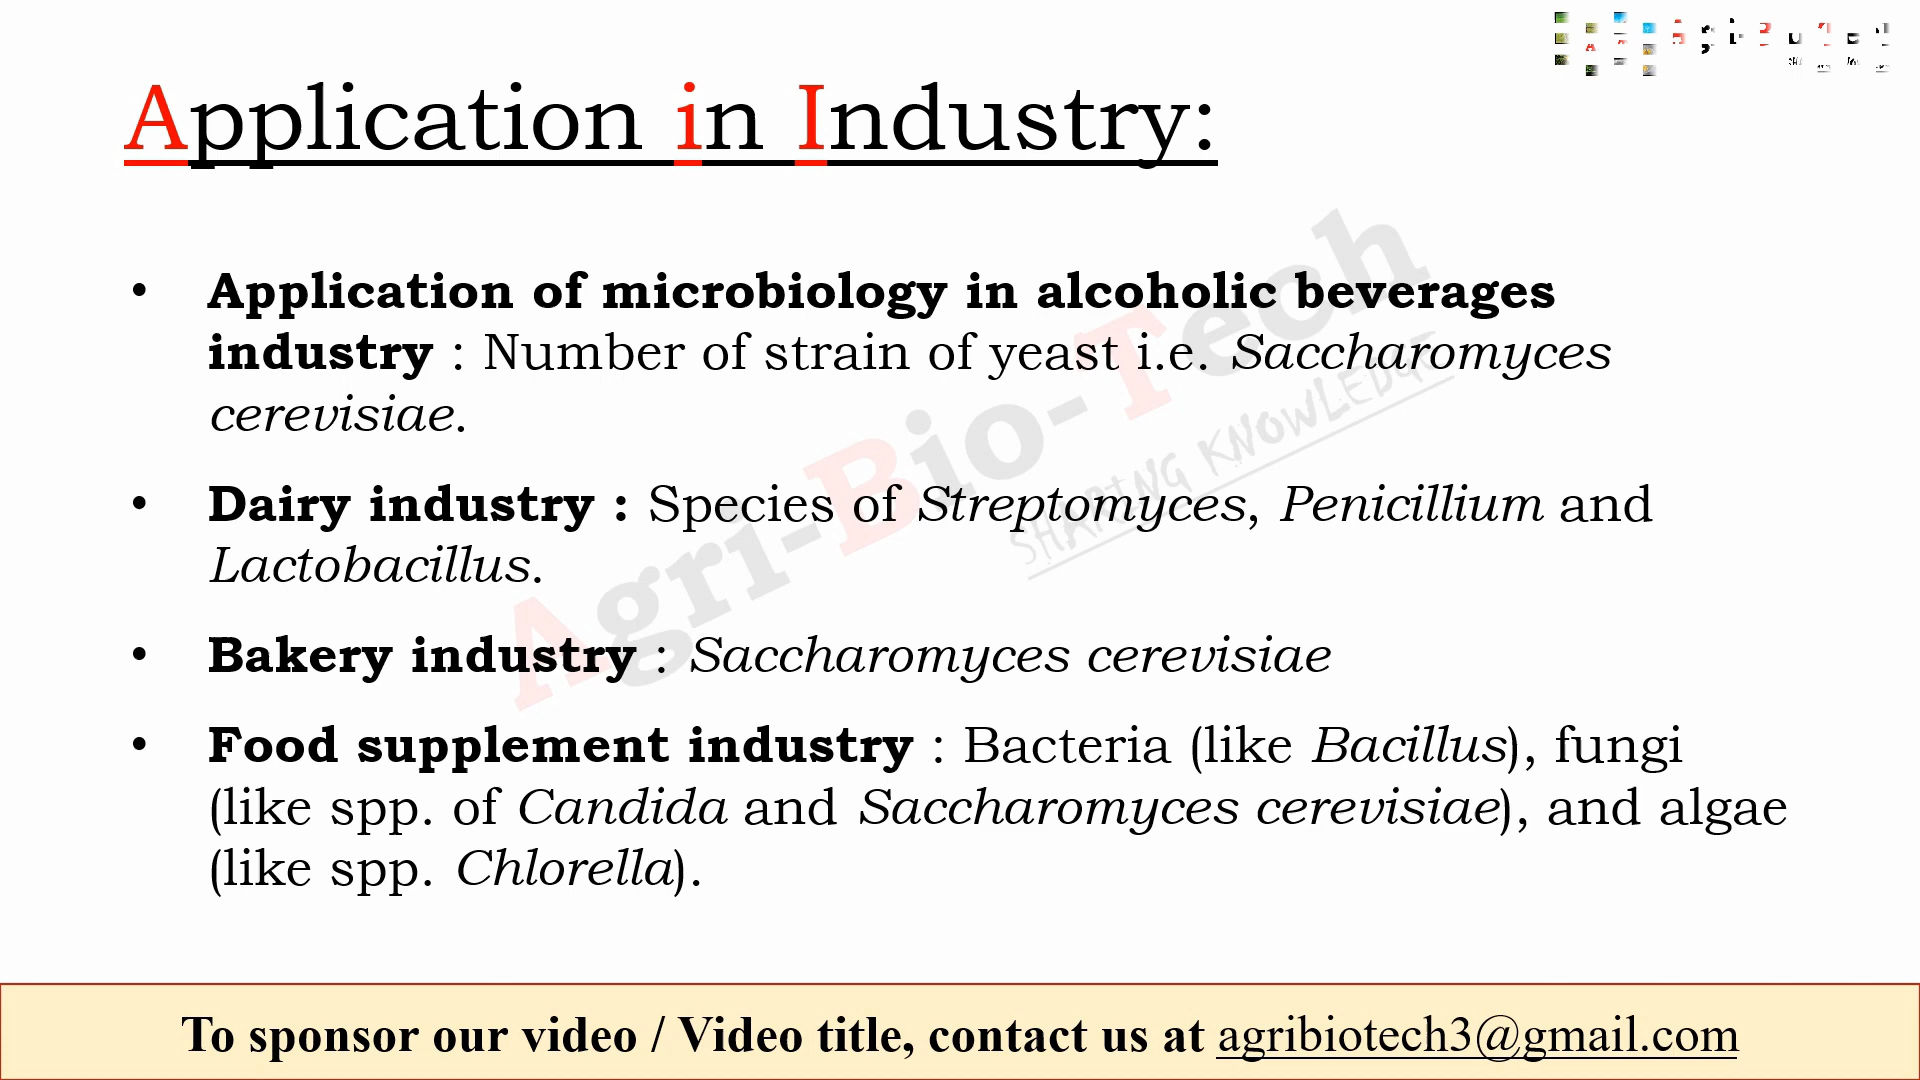 Application in Industry:
• Application of microbiology in alcoholic beverages
industry : Number of strain of yeast i.e. Saccharomyces
cerevisiae.
• Dairy industry : Species of Streptomyces, Penicillium and
Lactobacillus.
• Bakery industry : Saccharomyces cerevisiae
• Food supplement industry : Bacteria (like Bacillus), fungi
(like spp. of Candida and Saccharomyces cerevisiae), and algae
(like spp. Chlorella).
Agri-Bio-Tech
SHARING KNOWLEDGE
To sponsor our video / Video title, contact us at agribiotech3@gmail.com